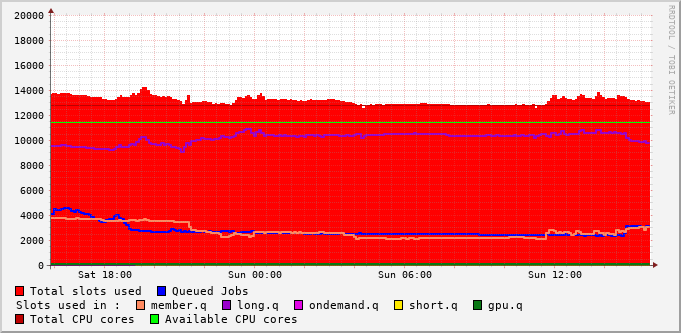 20000
18000
16000
14000
12000
10000
8000
6000
4000
2000
0
Sat 18:00 Sun 00:00 Sun 06:00 Sun 12:00
Total slots used Queued Jobs
Slots used in : member.q long.q ondemand.q short.q gpu.q
Total CPU cores Available CPU cores
RRDTOOL / TOBI OETIKER